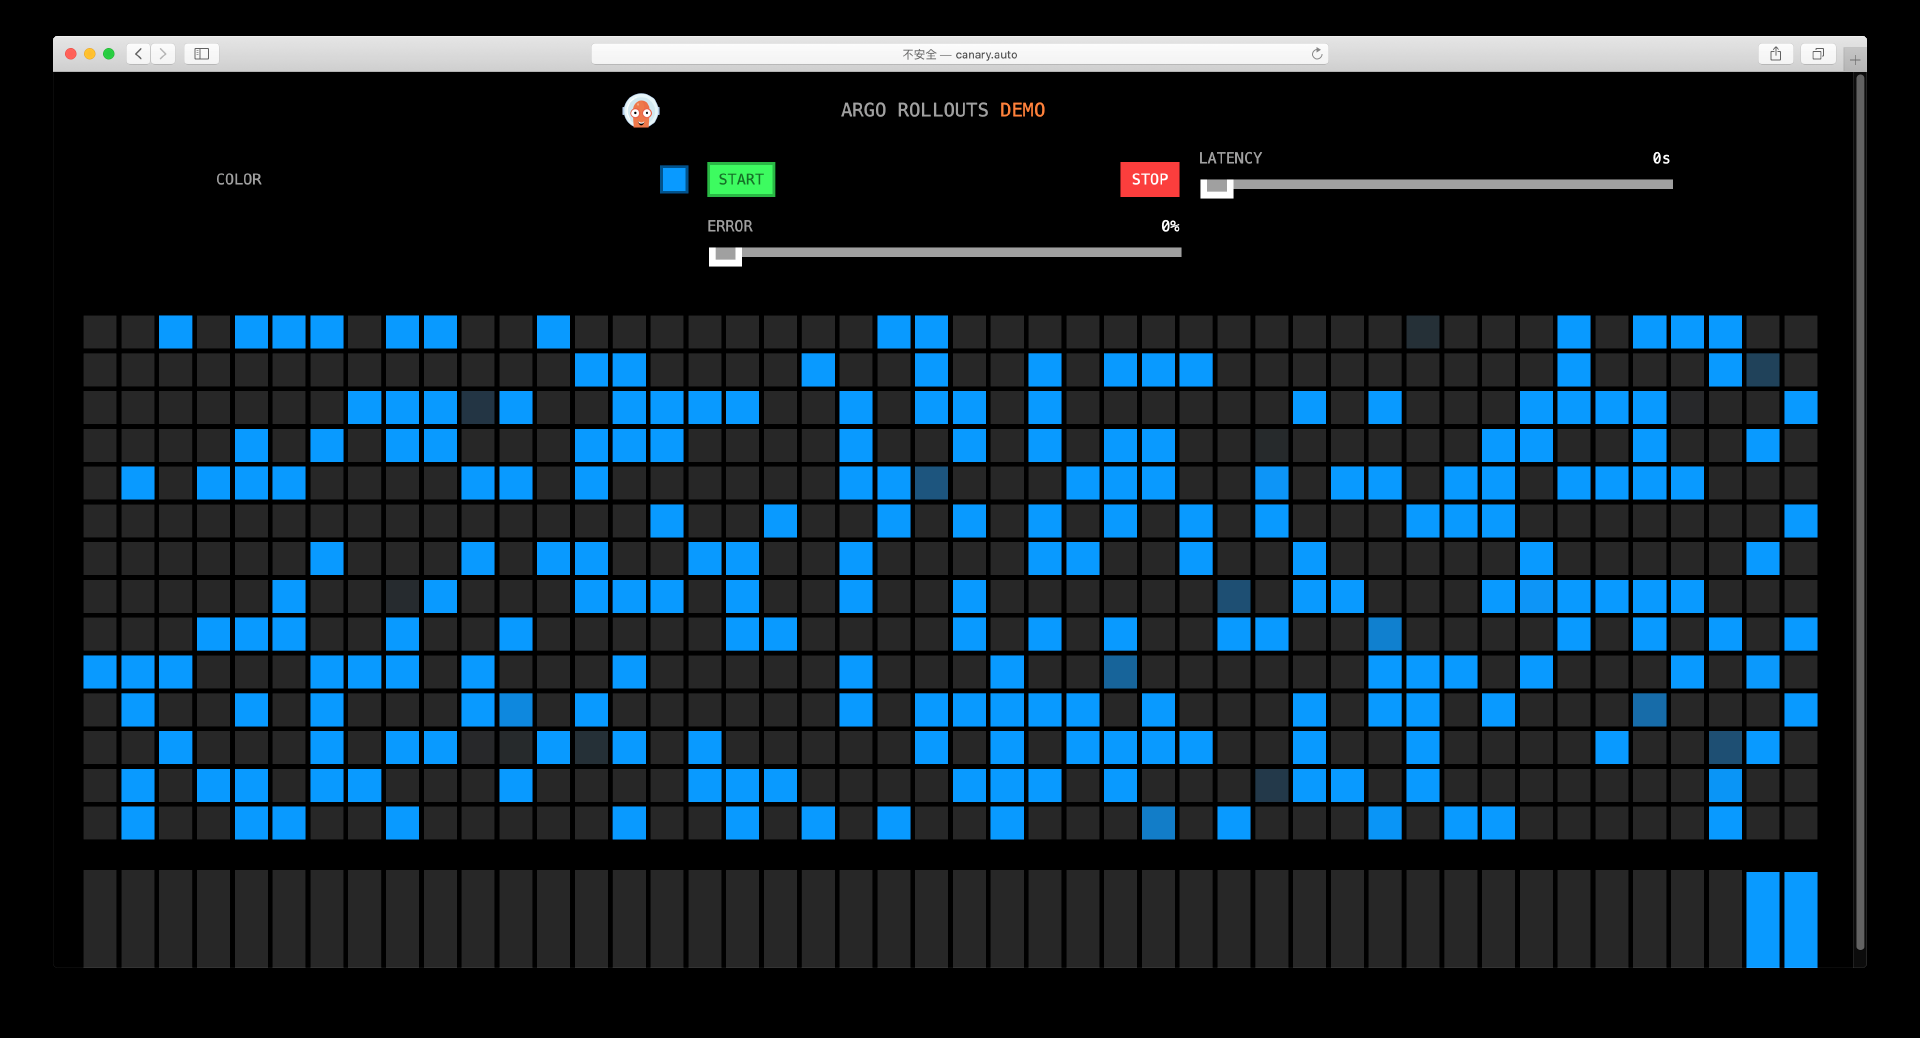 不安全 — canary.auto
ARGO ROLLOUTS DEMO
COLOR
START
STOP
LATENCY
0s
ERROR
0%